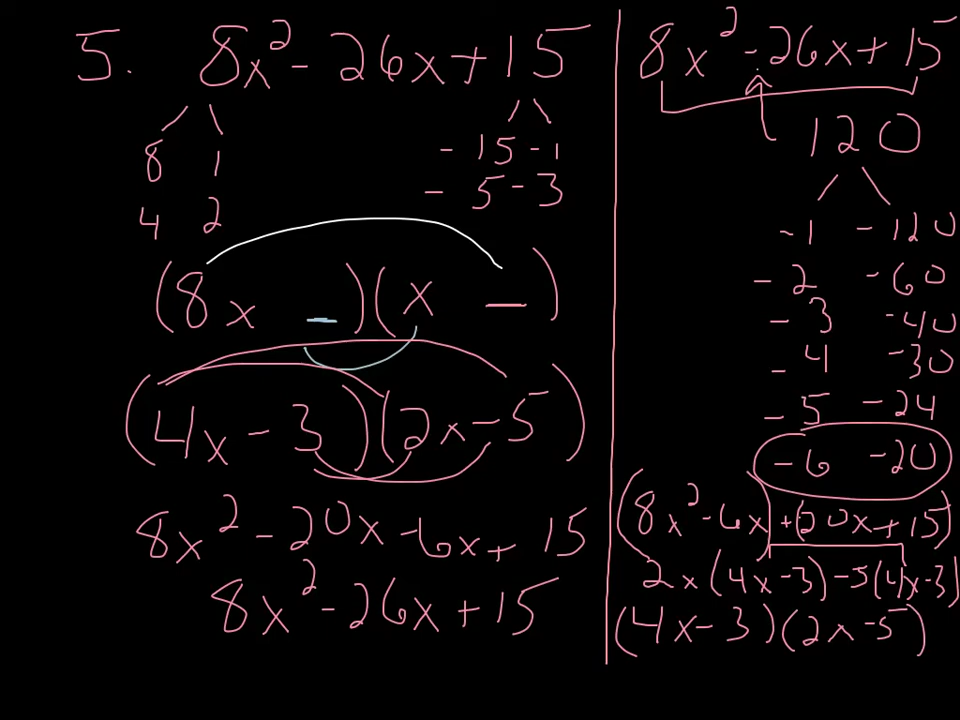 5. 8x² - 26x + 15
8 1
4 2
- 15 - 1
- 5 - 3
(8x _)(x _)
(4x - 3)(2x - 5)
8x² - 20x - 6x + 15
8x² - 26x + 15
8x² - 26x + 15
120
-1 -120
-2 -60
-3 -40
-4 -30
-5 -24
-6 -20
(8x² - 6x) + (20x + 15)
2x(4x - 3) - 5(4x - 3)
(4x - 3)(2x - 5)